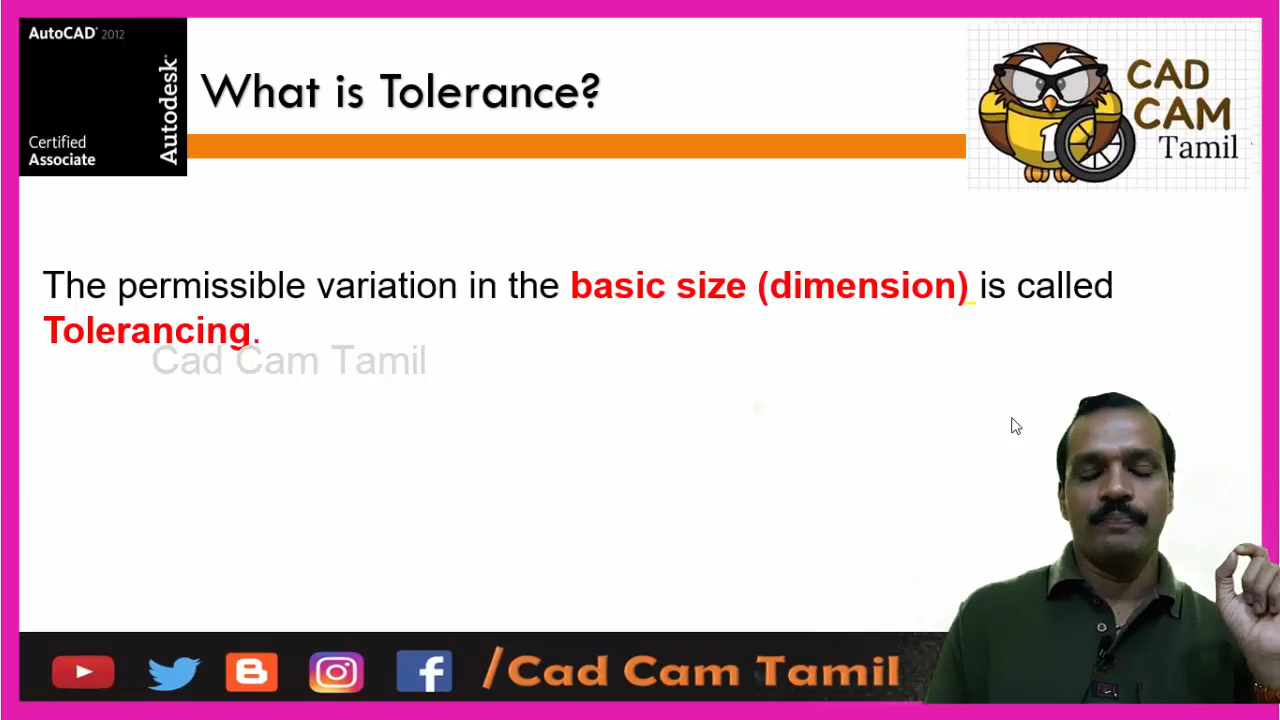 AutoCAD® 2012
Autodesk®
Certified
Associate
What is Tolerance?
CAD
CAM
Tamil
1
The permissible variation in the basic size (dimension) is called
Tolerancing.
Cad Cam Tamil
/Cad Cam Tamil